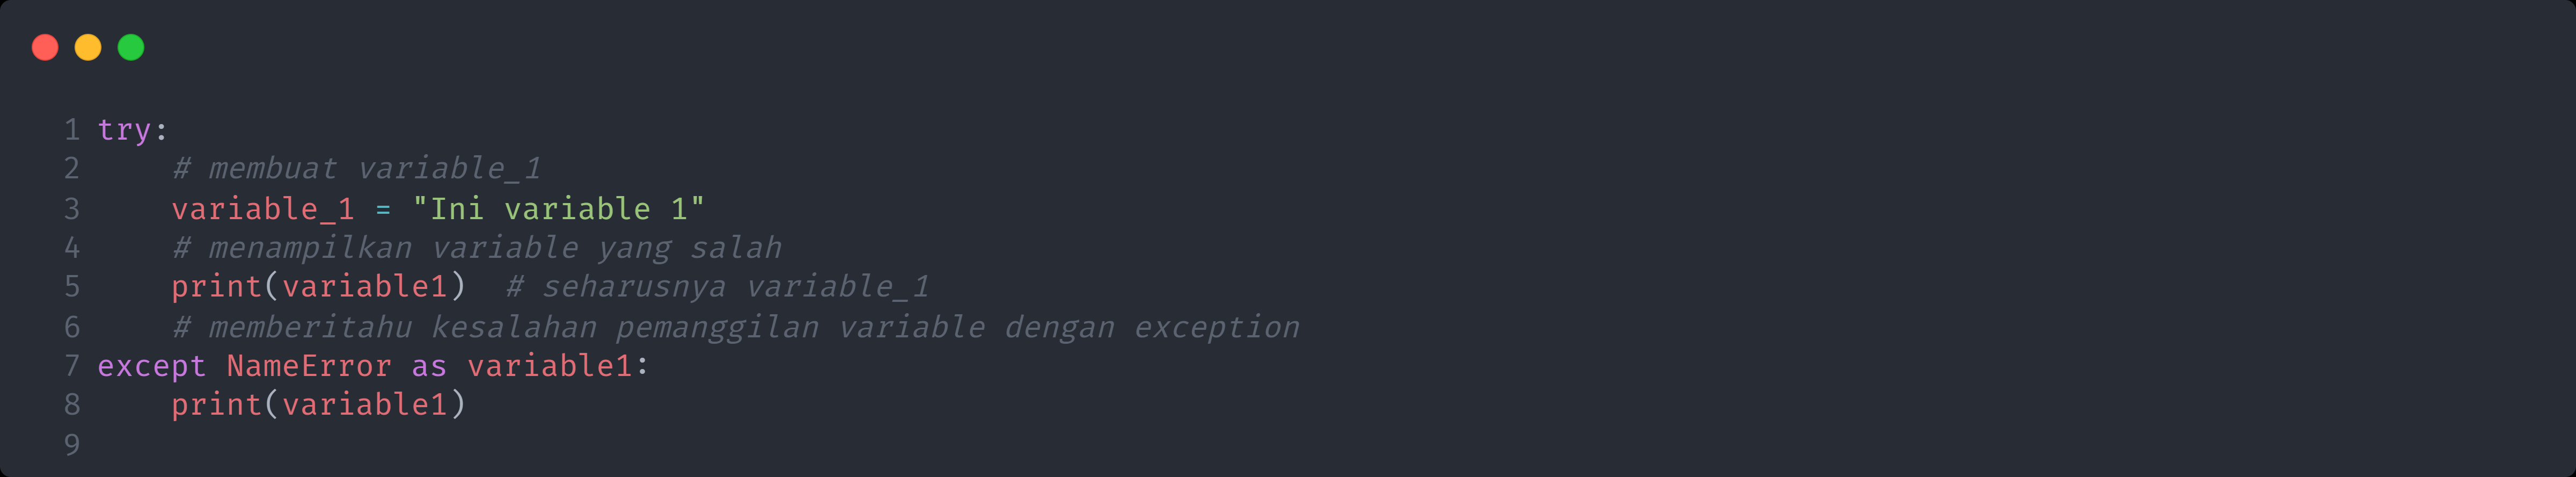 1 try:
2     # membuat variable_1
3     variable_1 = "Ini variable 1"
4     # menampilkan variable yang salah
5     print(variable1)  # seharusnya variable_1
6     # memberitahu kesalahan pemanggilan variable dengan exception
7 except NameError as variable1:
8     print(variable1)
9